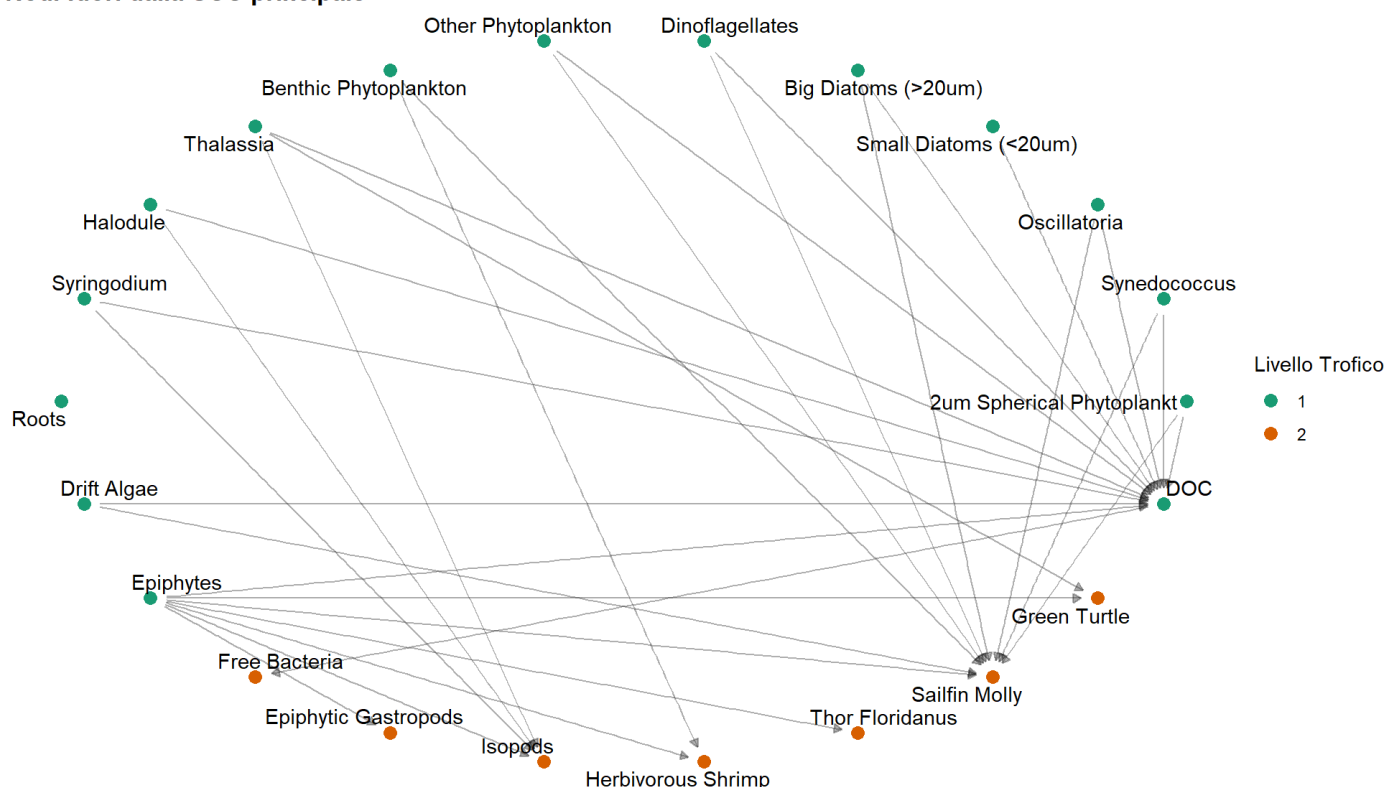 Other Phytoplankton
Dinoflagellates
Benthic Phytoplankton
Big Diatoms (>20um)
Thalassia
Small Diatoms (<20um)
Halodule
Oscillatoria
Syringodium
Synedococcus
Livello Trofico
1
2
2um Spherical Phytoplankt
Roots
Drift Algae
DOC
Epiphytes
Green Turtle
Free Bacteria
Sailfin Molly
Epiphytic Gastropods
Thor Floridanus
Isopods
Herbivorous Shrimp